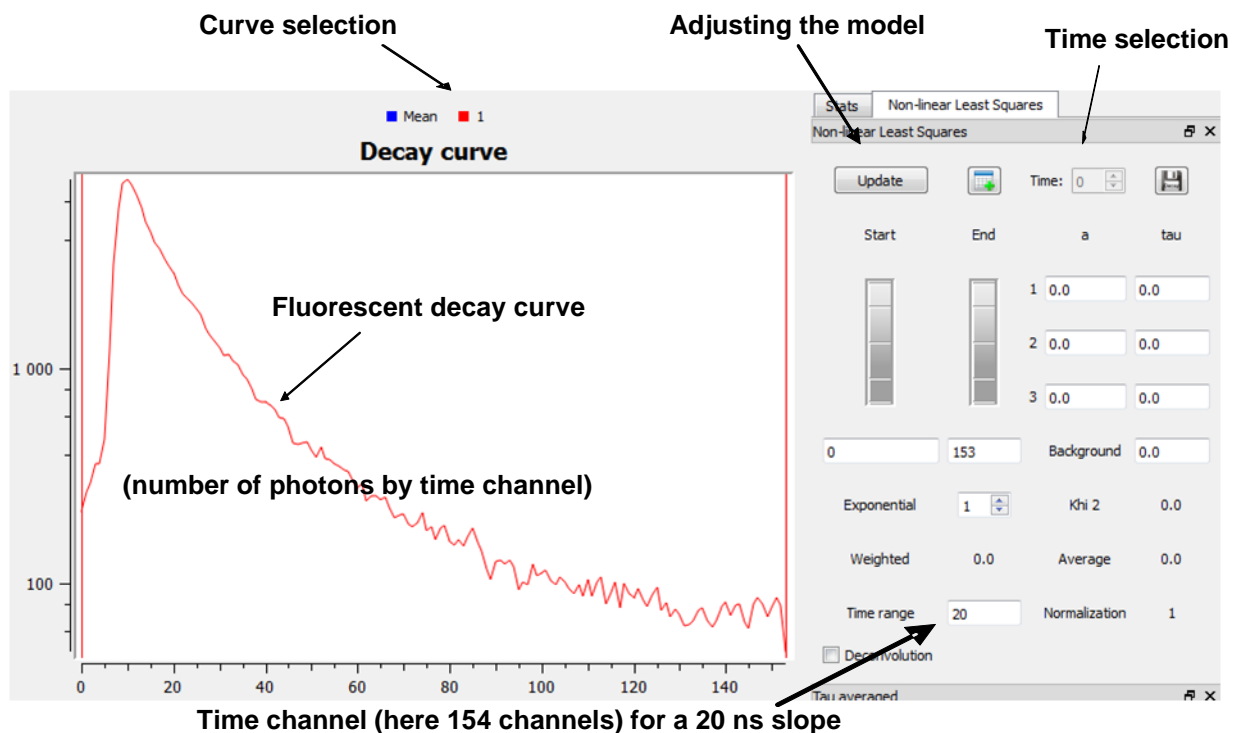 Curve selection
Adjusting the model
Time selection
Mean 1
Decay curve
1 000
100
Fluorescent decay curve
(number of photons by time channel)
0 20 40 60 80 100 120 140
Stats Non-linear Least Squares
Non-linear Least Squares
Update Time: 0
Start End a tau
1 0.0 0.0
2 0.0 0.0
3 0.0 0.0
0 153 Background 0.0
Exponential 1 Khi 2 0.0
Weighted 0.0 Average 0.0
Time range 20 Normalization 1
Deconvolution
Tau averaged
Time channel (here 154 channels) for a 20 ns slope